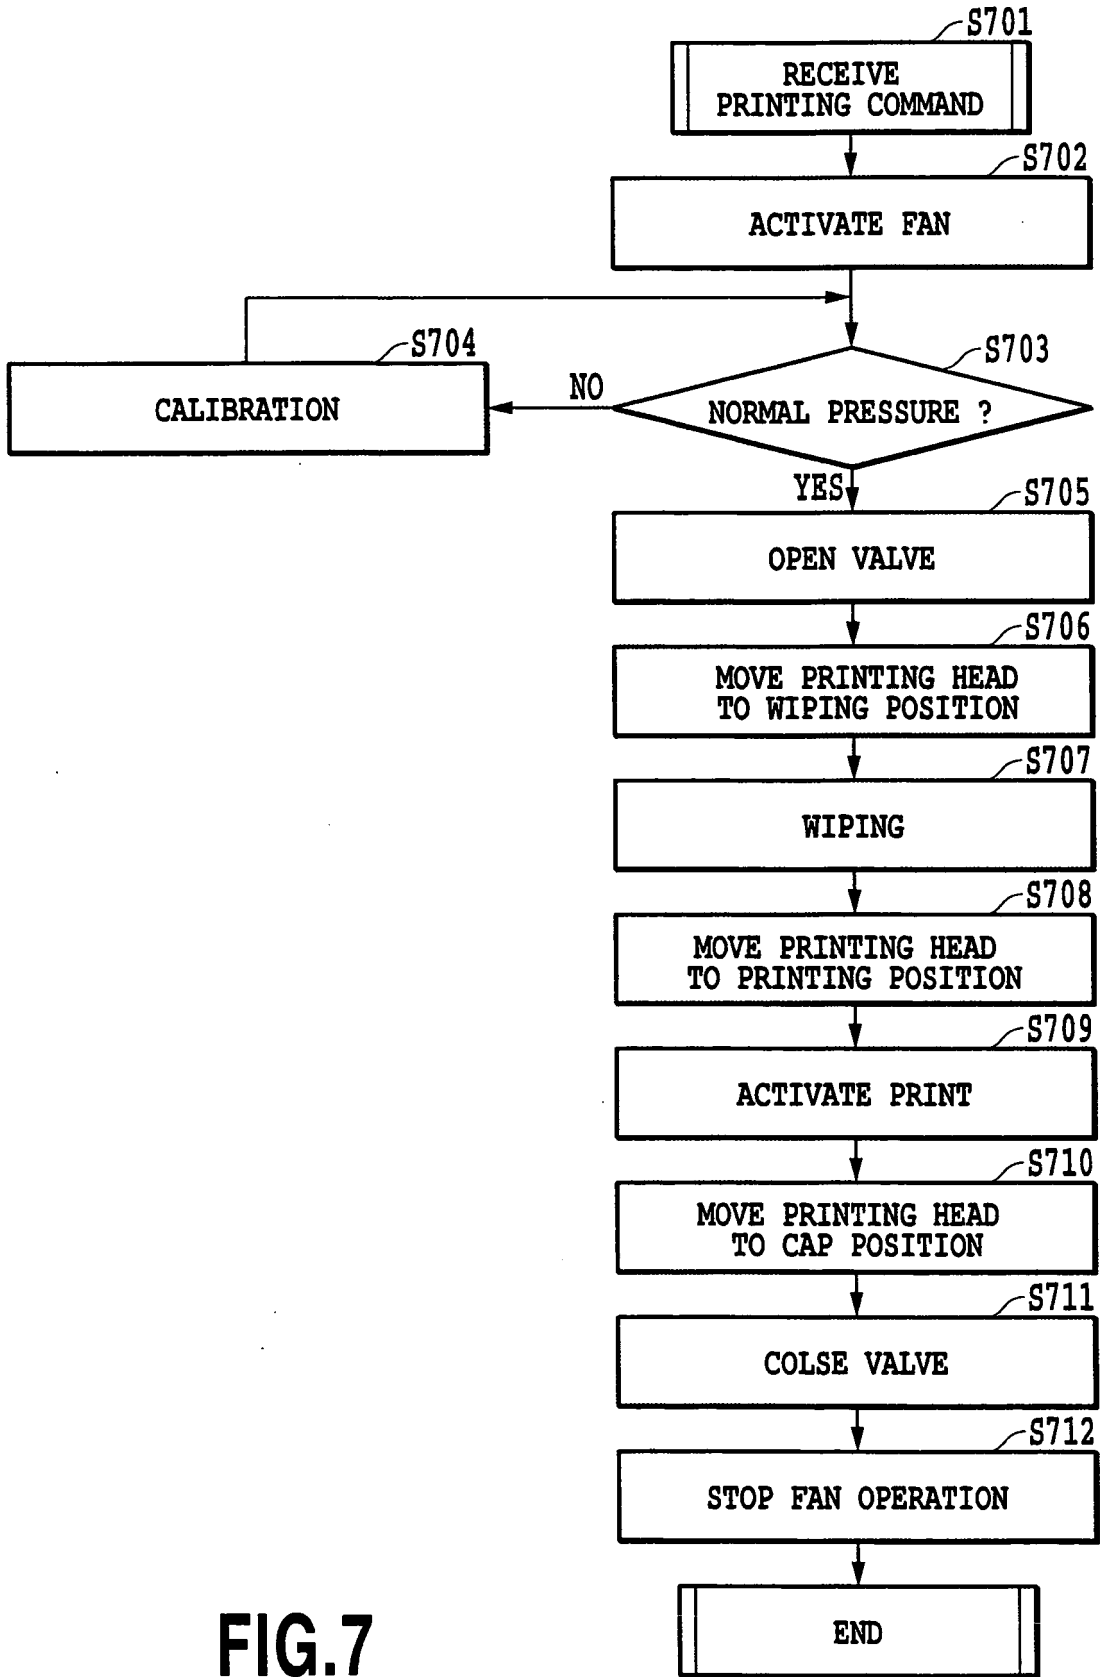 S701
RECEIVE
PRINTING COMMAND
S702
ACTIVATE FAN
S704
CALIBRATION
NO
S703
NORMAL PRESSURE ?
YES
S705
OPEN VALVE
S706
MOVE PRINTING HEAD
TO WIPING POSITION
S707
WIPING
S708
MOVE PRINTING HEAD
TO PRINTING POSITION
S709
ACTIVATE PRINT
S710
MOVE PRINTING HEAD
TO CAP POSITION
S711
COLSE VALVE
S712
STOP FAN OPERATION
END
FIG.7